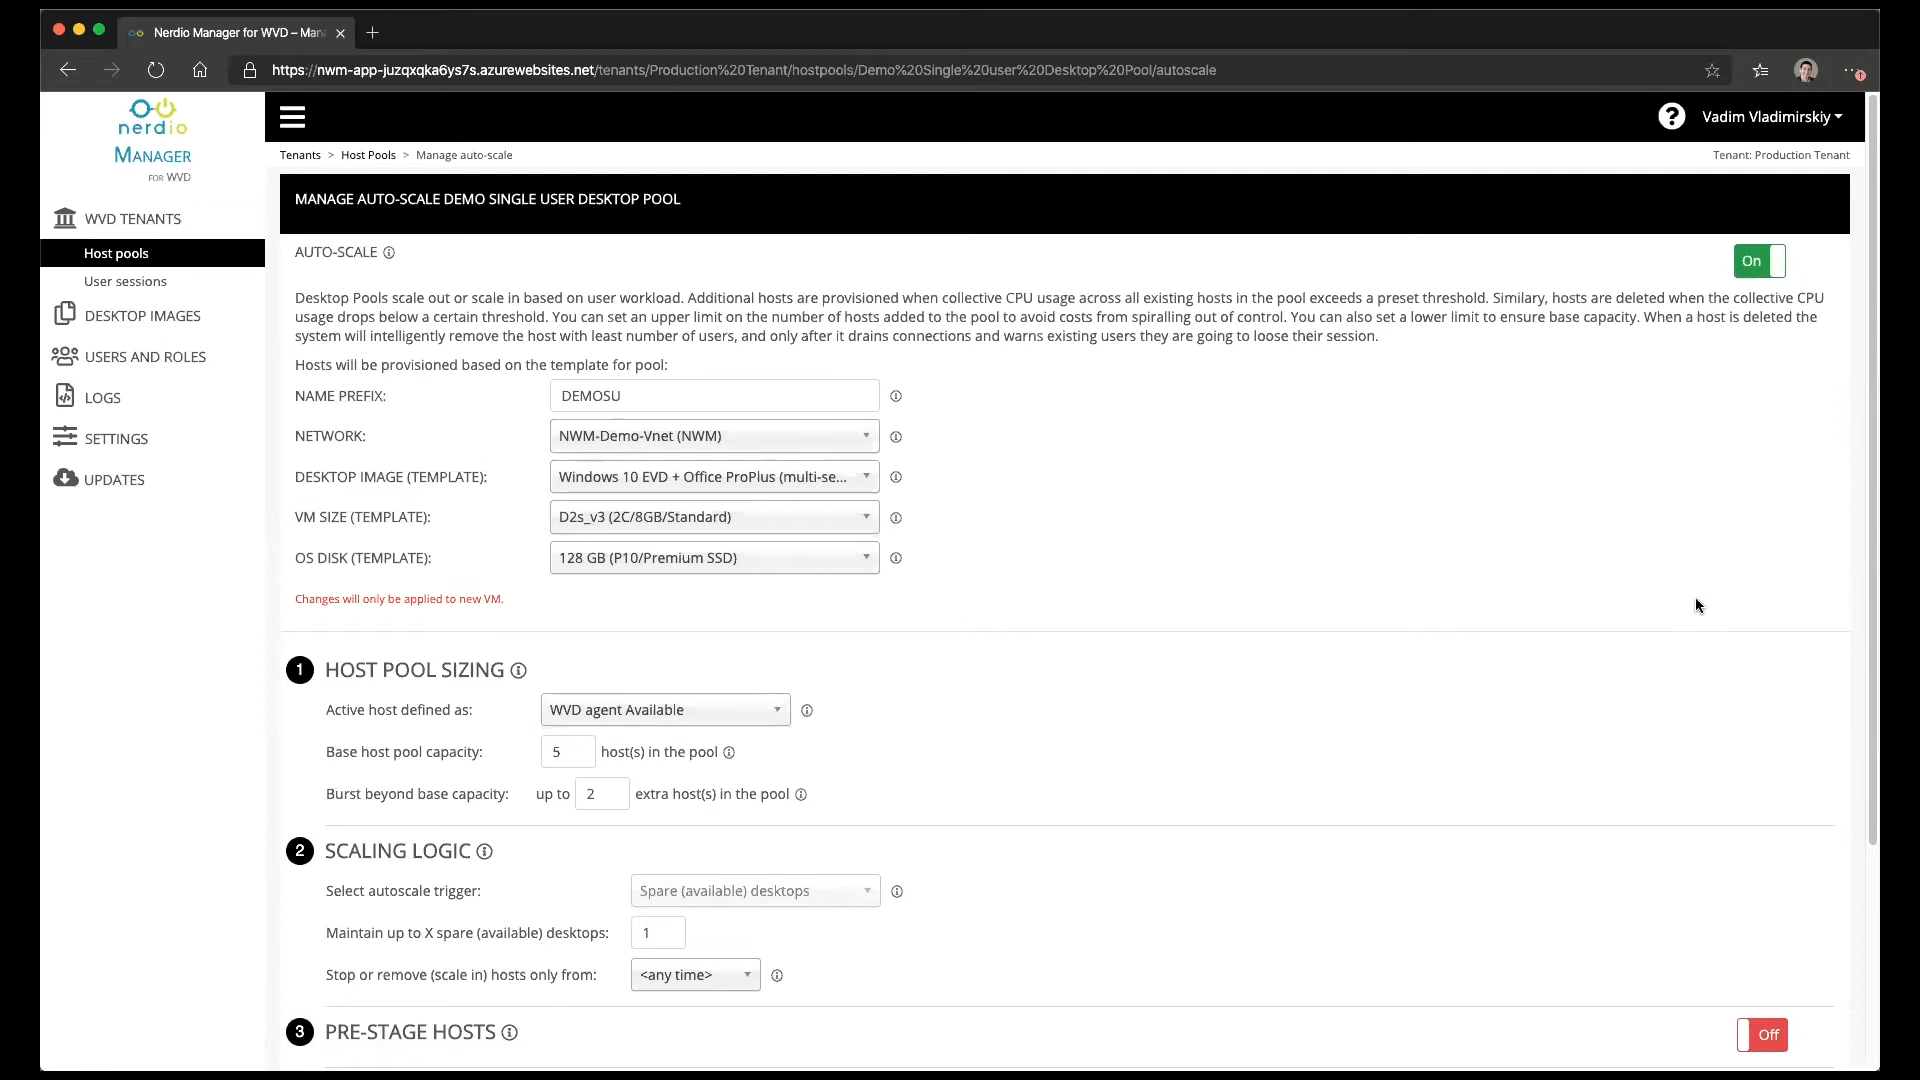 Nerdio Manager for WVD – Man
https://nwm-app-juzqxqka6ys7s.azurewebsites.net/tenants/Production%20Tenant/hostpools/Demo%20Single%20user%20Desktop%20Pool/autoscale
nerdio
MANAGER
FOR WVD
Vadim Vladimirskiy
Tenants > Host Pools > Manage auto-scale
Tenant: Production Tenant
WVD TENANTS
Host pools
User sessions
DESKTOP IMAGES
USERS AND ROLES
LOGS
SETTINGS
UPDATES
MANAGE AUTO-SCALE DEMO SINGLE USER DESKTOP POOL
AUTO-SCALE
On
Desktop Pools scale out or scale in based on user workload. Additional hosts are provisioned when collective CPU usage across all existing hosts in the pool exceeds a preset threshold. Similary, hosts are deleted when the collective CPU
usage drops below a certain threshold. You can set an upper limit on the number of hosts added to the pool to avoid costs from spiralling out of control. You can also set a lower limit to ensure base capacity. When a host is deleted the
system will intelligently remove the host with least number of users, and only after it drains connections and warns existing users they are going to loose their session.
Hosts will be provisioned based on the template for pool:
NAME PREFIX: DEMOSU
NETWORK: NWM-Demo-Vnet (NWM)
DESKTOP IMAGE (TEMPLATE): Windows 10 EVD + Office ProPlus (multi-se...
VM SIZE (TEMPLATE): D2s_v3 (2C/8GB/Standard)
OS DISK (TEMPLATE): 128 GB (P10/Premium SSD)
Changes will only be applied to new VM.
1 HOST POOL SIZING
Active host defined as: WVD agent Available
Base host pool capacity: 5 host(s) in the pool
Burst beyond base capacity: up to 2 extra host(s) in the pool
2 SCALING LOGIC
Select autoscale trigger: Spare (available) desktops
Maintain up to X spare (available) desktops: 1
Stop or remove (scale in) hosts only from: <any time>
3 PRE-STAGE HOSTS
Off